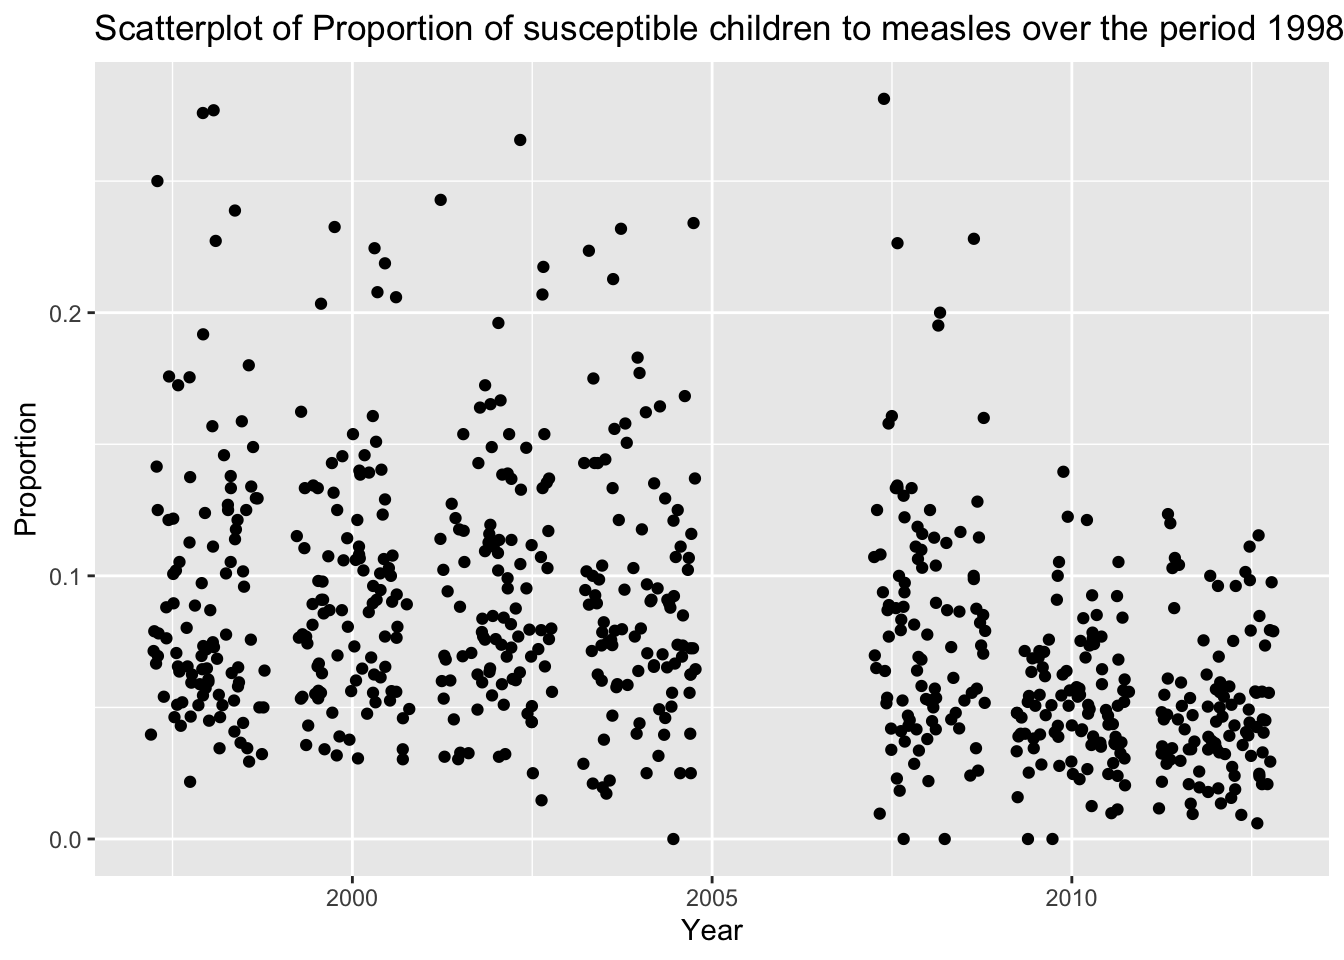 Scatterplot of Proportion of susceptible children to measles over the period 1998
0.2
0.1
0.0
Proportion
2000 2005 2010
Year